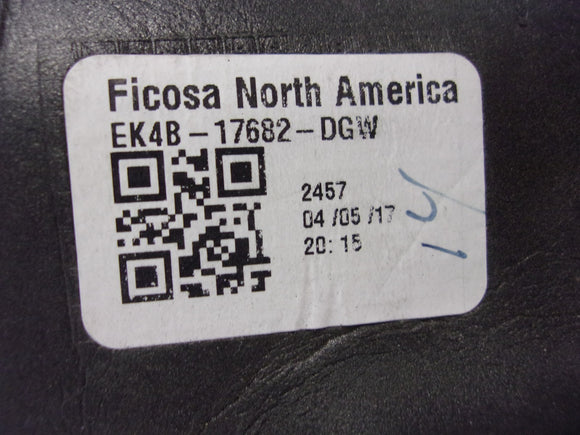 Ficosa North America
EK4B-17682-DGW
2457
04/05/17
20:15